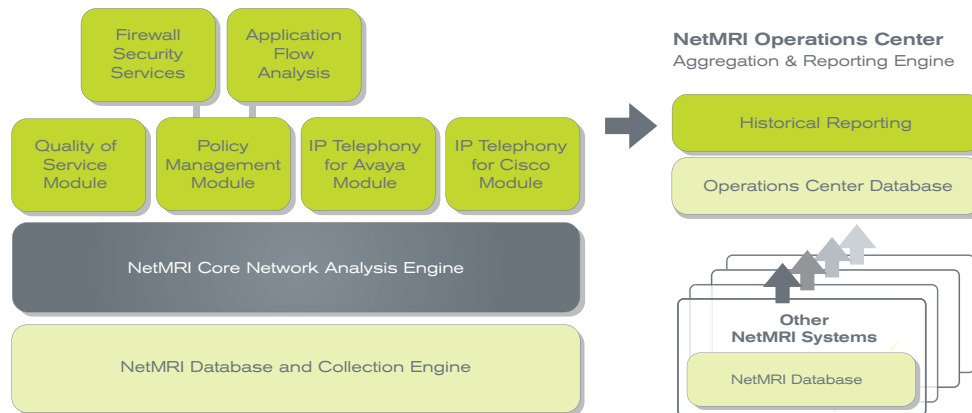 Firewall
Security
Services
Application
Flow
Analysis
Quality of
Service
Module
Policy
Management
Module
IP Telephony
for Avaya
Module
IP Telephony
for Cisco
Module
NetMRI Core Network Analysis Engine
NetMRI Database and Collection Engine
NetMRI Operations Center
Aggregation & Reporting Engine
Historical Reporting
Operations Center Database
Other
NetMRI Systems
NetMRI Database